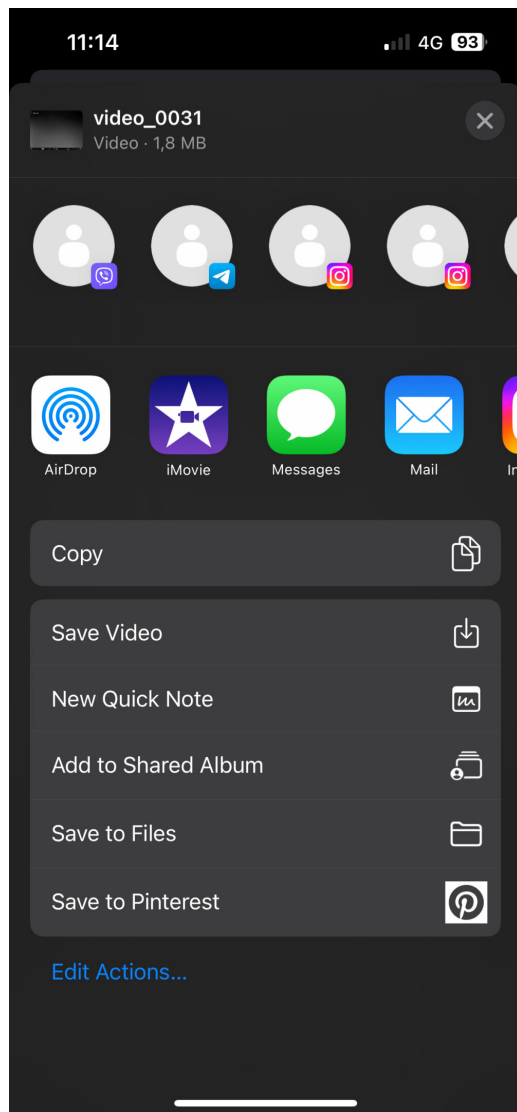 11:14
4G 93
video_0031
Video · 1,8 MB
AirDrop
iMovie
Messages
Mail
In
Copy
Save Video
New Quick Note
Add to Shared Album
Save to Files
Save to Pinterest
Edit Actions...